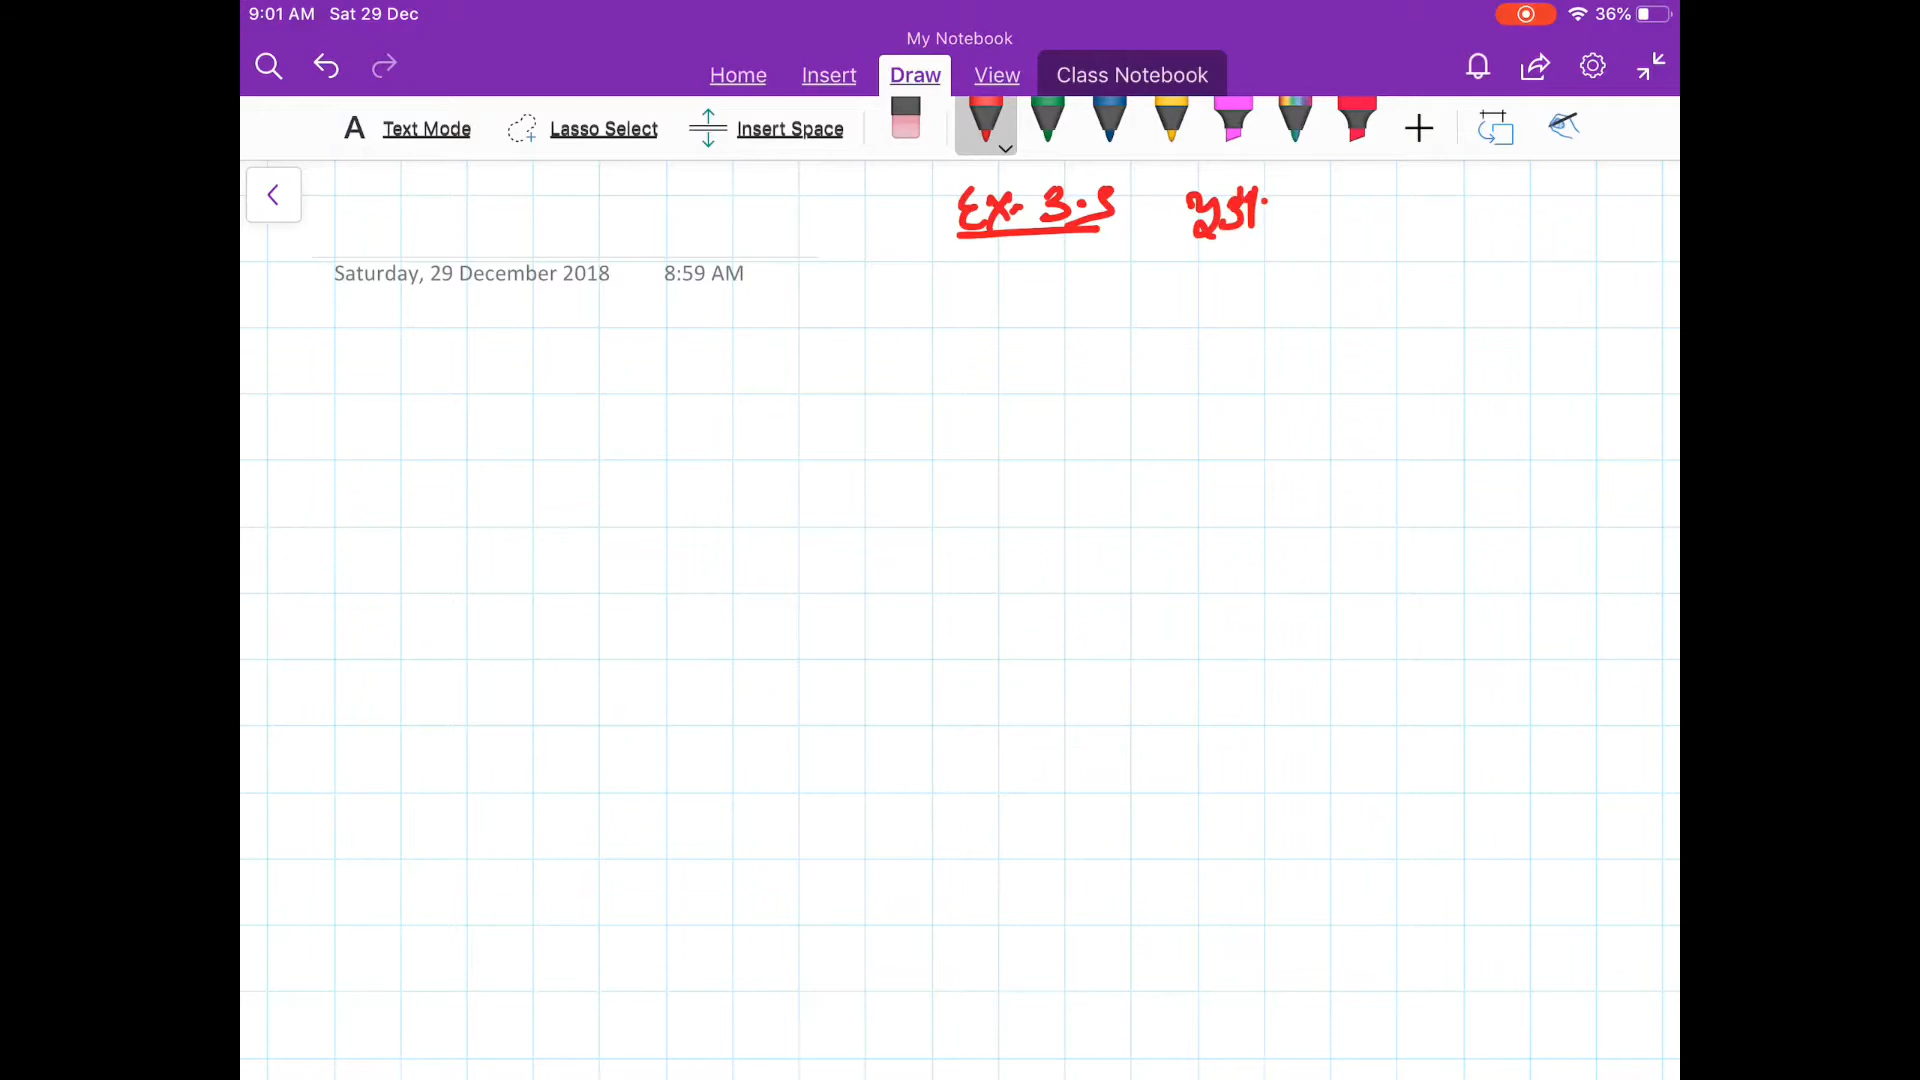 9:01 AM Sat 29 Dec 36%
My Notebook
Home Insert Draw View Class Notebook
A Text Mode Lasso Select Insert Space
Ex. 3.5
Saturday, 29 December 2018 8:59 AM